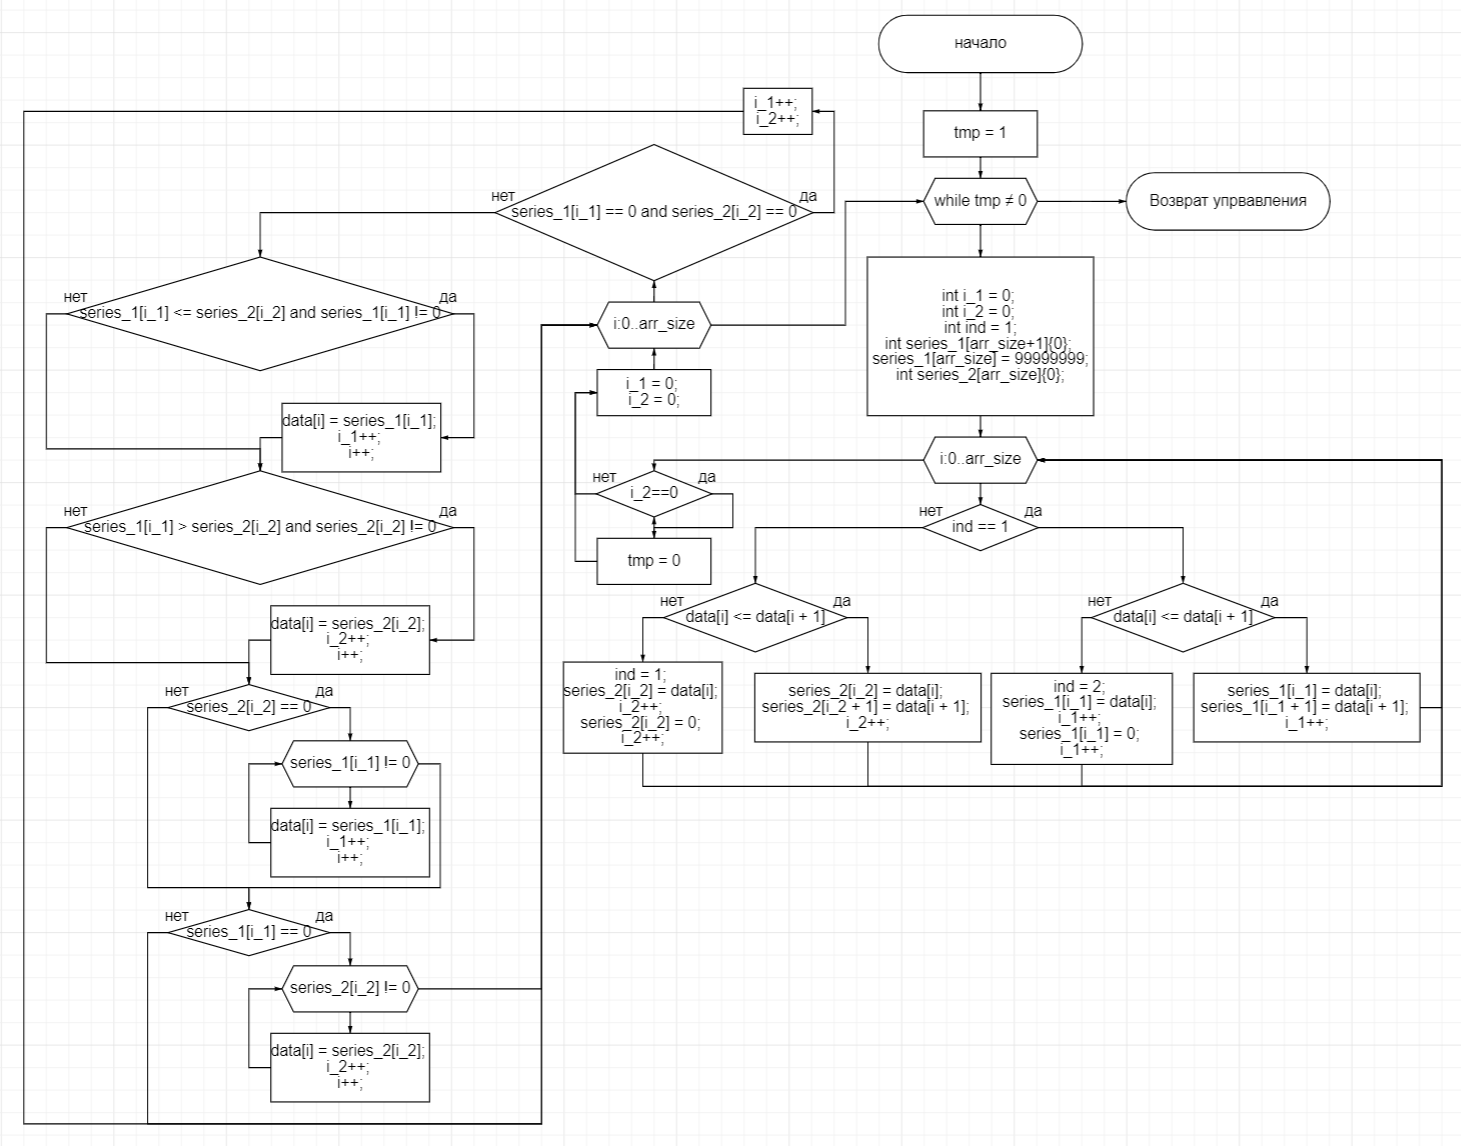 начало
tmp = 1
while tmp ≠ 0
Возврат упрвавления
int i_1 = 0;
int i_2 = 0;
int ind = 1;
int series_1[arr_size+1]{0};
series_1[arr_size] = 99999999;
int series_2[arr_size]{0};
i:0..arr_size
нет
ind == 1
да
нет
data[i] <= data[i + 1]
да
нет
data[i] <= data[i + 1]
да
ind = 1;
series_2[i_2] = data[i];
i_2++;
series_2[i_2] = 0;
i_2++;
series_2[i_2] = data[i];
series_2[i_2 + 1] = data[i + 1];
i_2++;
ind = 2;
series_1[i_1] = data[i];
i_1++;
series_1[i_1] = 0;
i_1++;
series_1[i_1] = data[i];
series_1[i_1 + 1] = data[i + 1];
i_1++;
нет
да
i_2==0
tmp = 0
i_1 = 0;
i_2 = 0;
i:0..arr_size
нет
да
series_1[i_1] == 0 and series_2[i_2] == 0
i_1++;
i_2++;
нет
да
series_1[i_1] <= series_2[i_2] and series_1[i_1] != 0
data[i] = series_1[i_1];
i_1++;
i++;
нет
да
series_1[i_1] > series_2[i_2] and series_2[i_2] != 0
data[i] = series_2[i_2];
i_2++;
i++;
нет
да
series_2[i_2] == 0
series_1[i_1] != 0
data[i] = series_1[i_1];
i_1++;
i++;
нет
да
series_1[i_1] == 0
series_2[i_2] != 0
data[i] = series_2[i_2];
i_2++;
i++;